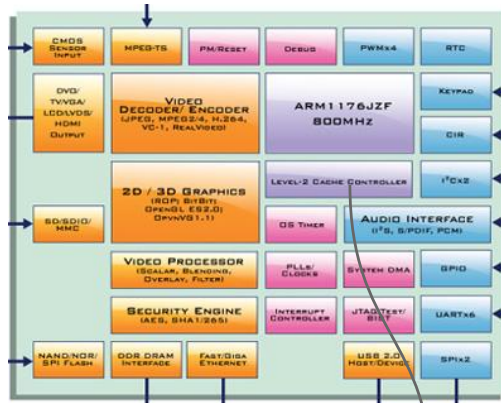 CMOS
SENSOR
INPUT
MPEG-TS
PM/RESET
DEBUG
PWMX4
RTC
DVO/
TV/VGA/
LCD/LVDS/
HDMI
OUTPUT
VIDEO
DECODER/ ENCODER
(JPEG, MPEG2/4, H.264,
VC-1, REALVIDEO)
ARM1176JZF
800MHZ
KEYPAD
CIR
2D / 3D GRAPHICS
(ROP) BITBIT)
OPENGL ES2.0)
OPVNVG1.1)
LEVEL-2 CACHE CONTROLLER
I²CX2
SD/SDIO/
MMC
OS TIMER
AUDIO INTERFACE
(I²S, S/PDIF, PCM)
VIDEO PROCESSOR
(SCALAR, BLENDING,
OVERLAY, FILTER)
PLLS/
CLOCKS
SYSTEM DMA
GPIO
SECURITY ENGINE
(AES, SHA1/265)
INTERRUPT
CONTROLLER
JTAG/TEST/
BIST
UARTX6
NAND/NOR/
SPI FLASH
DDR DRAM
INTERFACE
FAST/GIGA
ETHERNET
USB 2.0
HOST/DEVICE
SPIX2